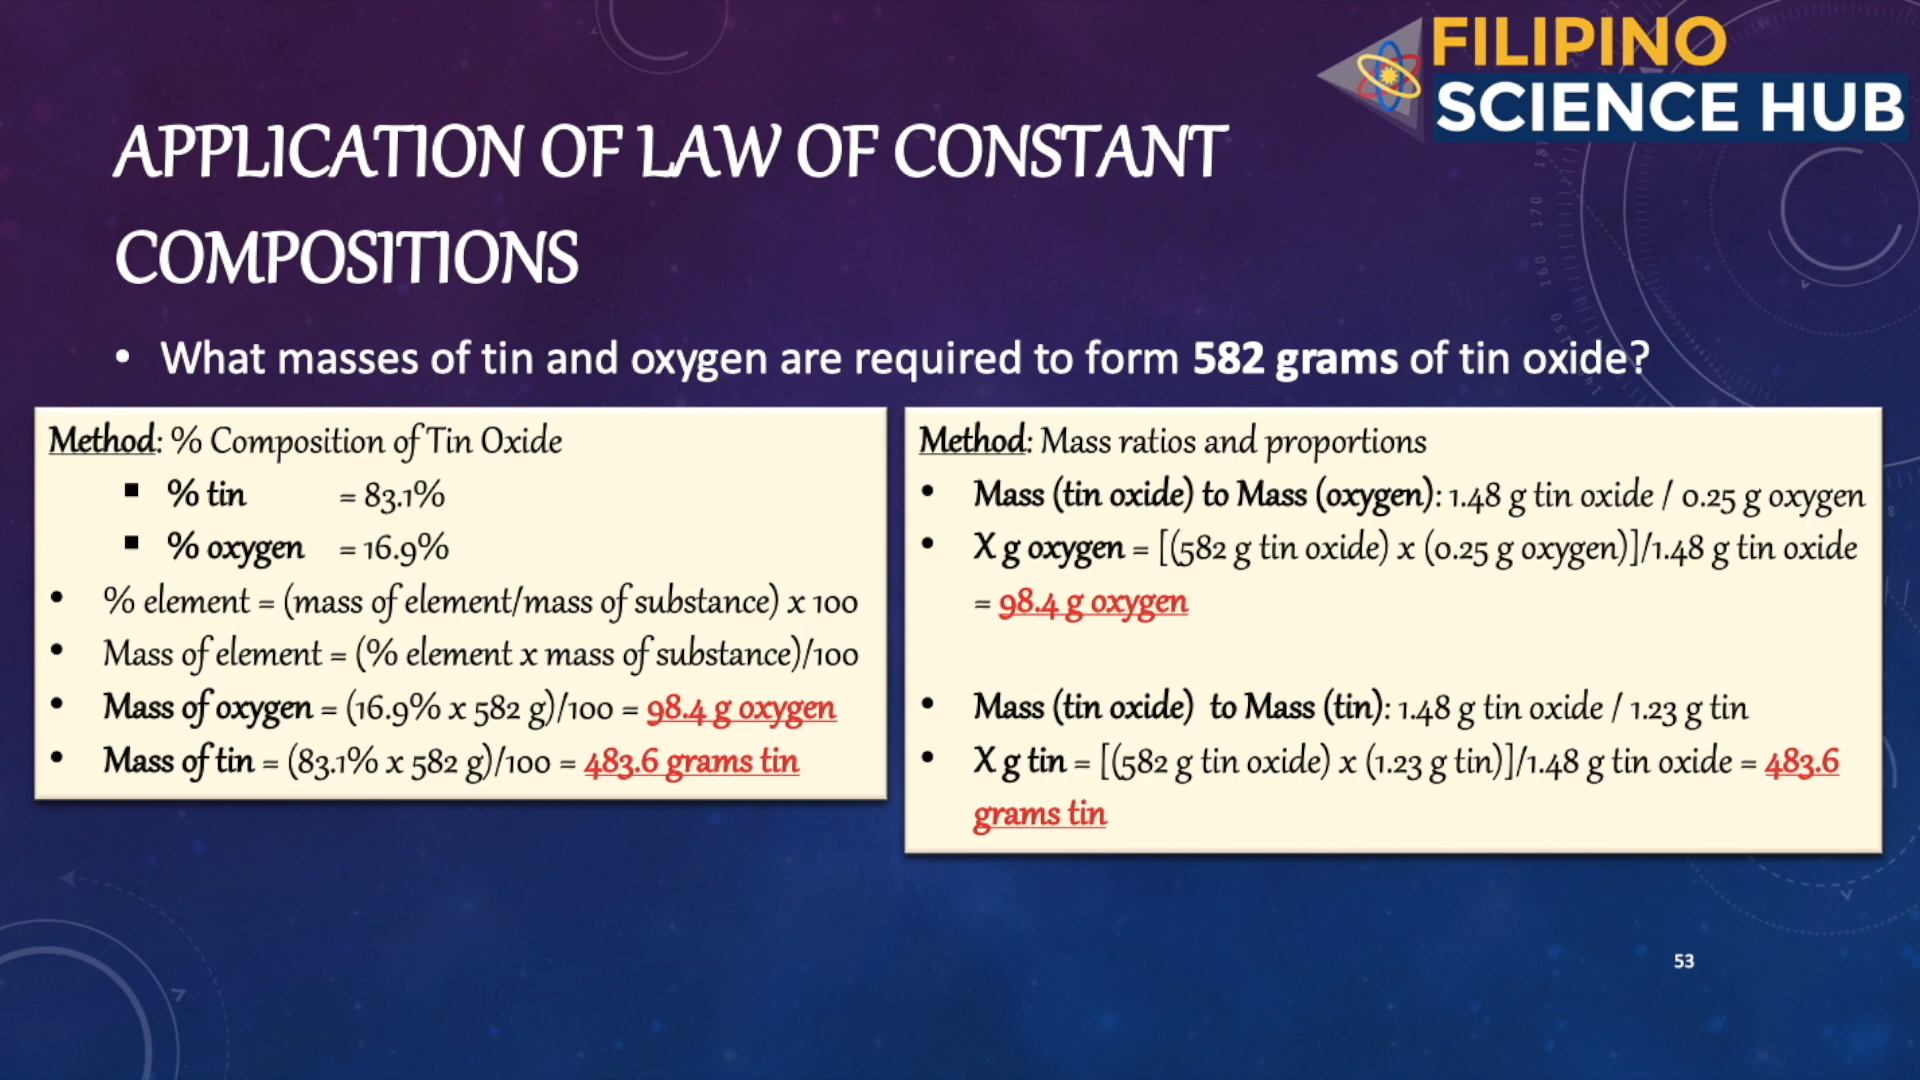 FILIPINO
SCIENCE HUB
APPLICATION OF LAW OF CONSTANT
COMPOSITIONS
• What masses of tin and oxygen are required to form 582 grams of tin oxide?
Method: % Composition of Tin Oxide
▪ % tin = 83.1%
▪ % oxygen = 16.9%
• % element = (mass of element/mass of substance) x 100
• Mass of element = (% element x mass of substance)/100
• Mass of oxygen = (16.9% x 582 g)/100 = 98.4 g oxygen
• Mass of tin = (83.1% x 582 g)/100 = 483.6 grams tin
Method: Mass ratios and proportions
• Mass (tin oxide) to Mass (oxygen): 1.48 g tin oxide / 0.25 g oxygen
• X g oxygen = [(582 g tin oxide) x (0.25 g oxygen)]/1.48 g tin oxide
= 98.4 g oxygen
• Mass (tin oxide) to Mass (tin): 1.48 g tin oxide / 1.23 g tin
• X g tin = [(582 g tin oxide) x (1.23 g tin)]/1.48 g tin oxide = 483.6
grams tin
170
160
150
53